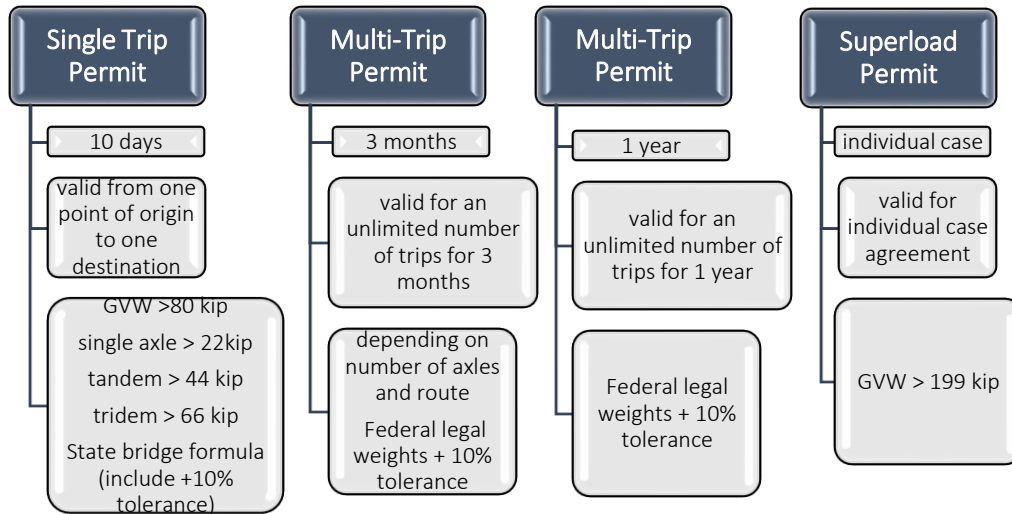 Single Trip
Permit
10 days
valid from one
point of origin
to one
destination
GVW >80 kip
single axle > 22kip
tandem > 44 kip
tridem > 66 kip
State bridge formula
(include +10%
tolerance)
Multi-Trip
Permit
3 months
valid for an
unlimited number
of trips for 3
months
depending on
number of axles
and route
Federal legal
weights + 10%
tolerance
Multi-Trip
Permit
1 year
valid for an
unlimited number of
trips for 1 year
Federal legal
weights + 10%
tolerance
Superload
Permit
individual case
valid for
individual case
agreement
GVW > 199 kip